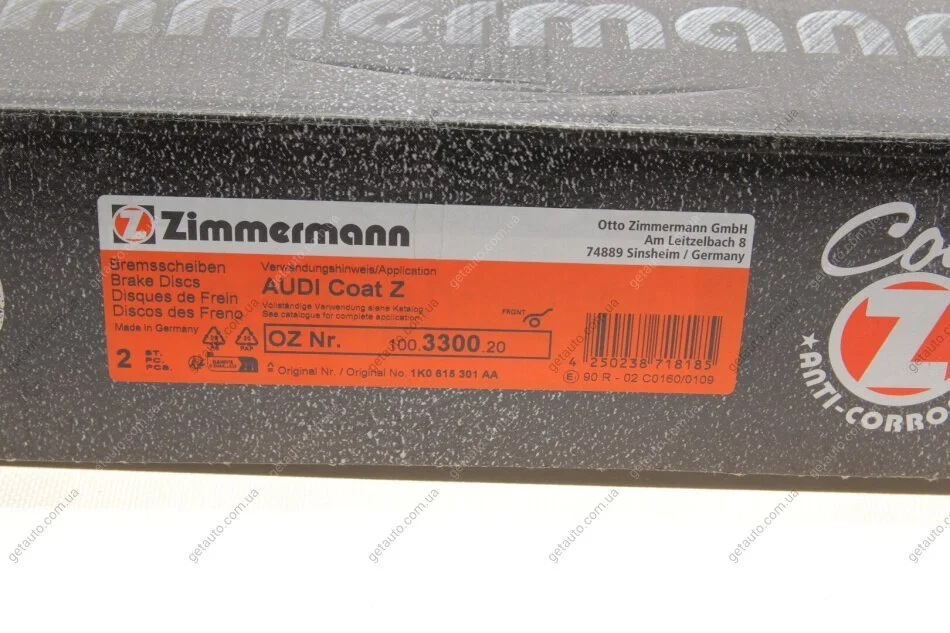 Zimmermann
Z Zimmermann
Otto Zimmermann GmbH
Am Leitzelbach 8
74889 Sinsheim / Germany
Bremsscheiben
Brake Discs
Disques de Frein
Discos des Freno
Made in Germany
2 ST.
PC.
PCS.
Verwendungshinweis/Application
AUDI Coat Z
Vollständige Verwendung siehe Katalog
See catalogue for complete application
FRONT
OZ Nr. 100.3300.20
Original Nr. / Original No. 1K0 615 301 AA
4 250238 718185
E1 90 R - 02 C0160/0109
Z
ANTI-CORRO
getauto.com.ua